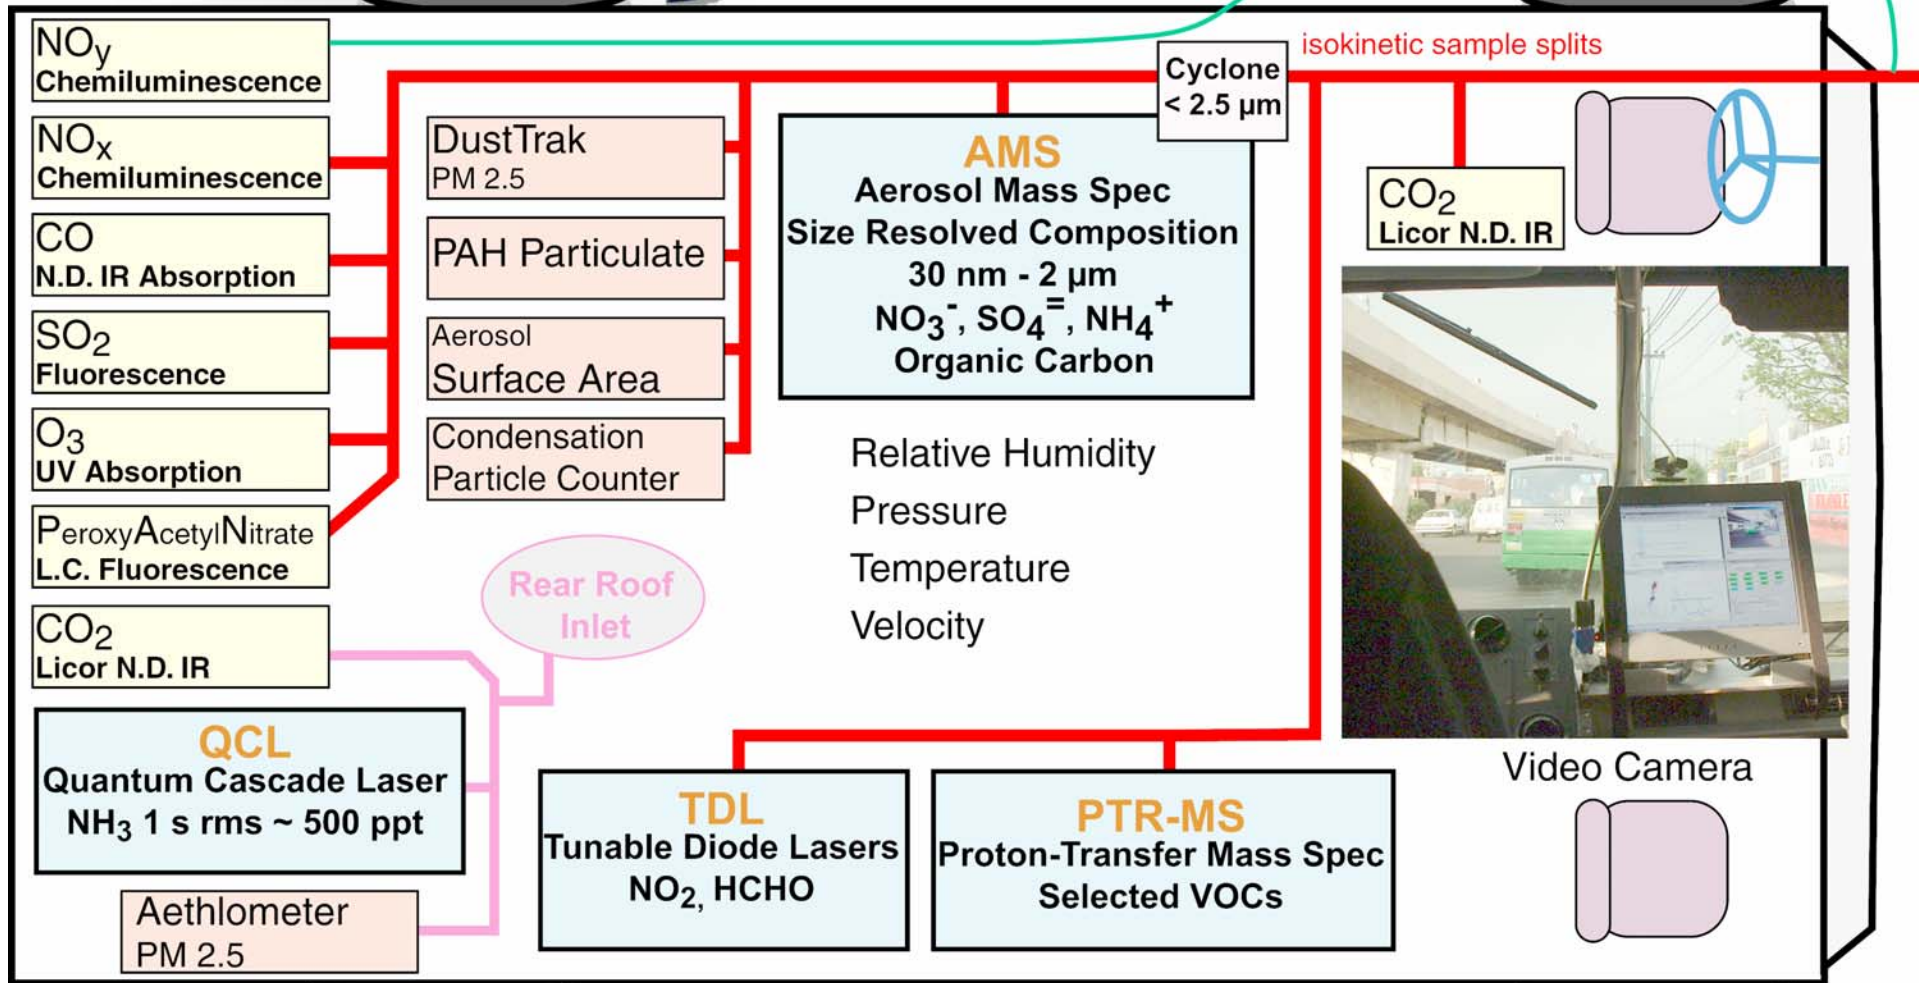 NOy
Chemiluminescence
NOx
Chemiluminescence
CO
N.D. IR Absorption
SO2
Fluorescence
O3
UV Absorption
PeroxyAcetylNitrate
L.C. Fluorescence
CO2
Licor N.D. IR
QCL
Quantum Cascade Laser
NH3 1 s rms ~ 500 ppt
Aethlometer
PM 2.5
DustTrak
PM 2.5
PAH Particulate
Aerosol
Surface Area
Condensation
Particle Counter
Rear Roof
Inlet
AMS
Aerosol Mass Spec
Size Resolved Composition
30 nm - 2 µm
NO3-, SO4=, NH4+
Organic Carbon
Cyclone
< 2.5 µm
isokinetic sample splits
Relative Humidity
Pressure
Temperature
Velocity
TDL
Tunable Diode Lasers
NO2, HCHO
PTR-MS
Proton-Transfer Mass Spec
Selected VOCs
CO2
Licor N.D. IR
Video Camera